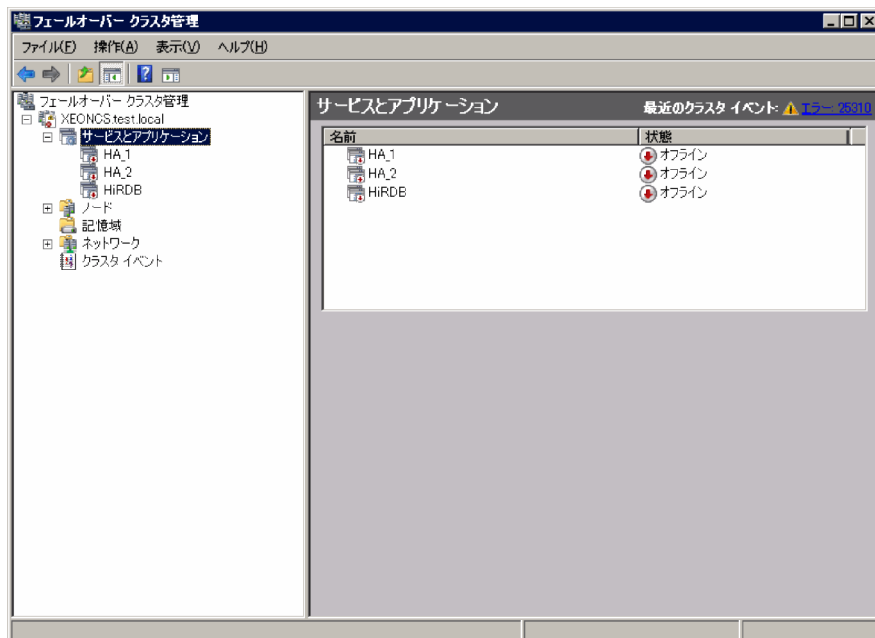 フェールオーバー クラスタ管理
ファイル(F) 操作(A) 表示(V) ヘルプ(H)
フェールオーバー クラスタ管理
XEONCS.test.local
サービスとアプリケーション
HA_1
HA_2
HiRDB
ノード
記憶域
ネットワーク
クラスタ イベント
サービスとアプリケーション 最近のクラスタ イベント: エラー: 25310
名前 状態
HA_1 オフライン
HA_2 オフライン
HiRDB オフライン